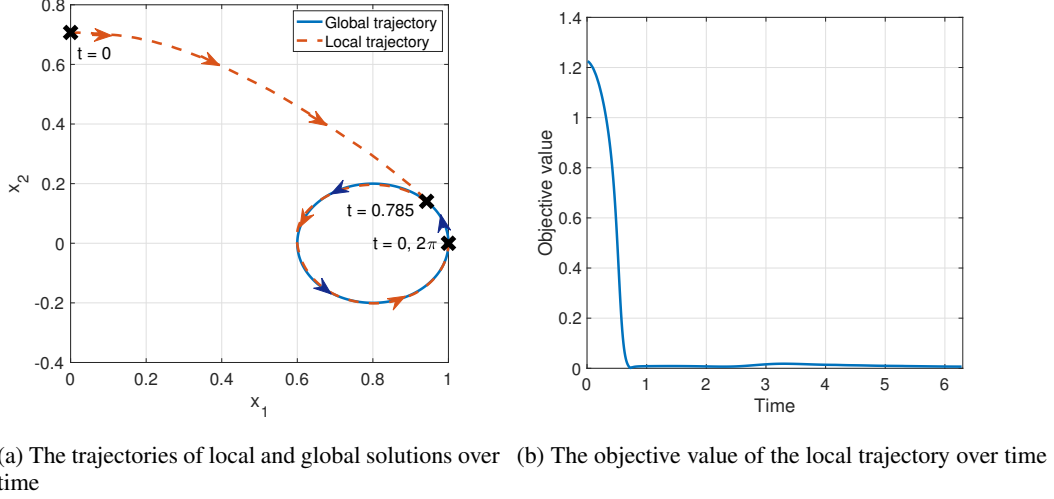 0.8
0.6
0.4
0.2
0
-0.2
-0.4
x2
0
0.2
0.4
0.6
0.8
1
x1
Global trajectory
Local trajectory
t = 0
t = 0.785
t = 0, 2π
1.4
1.2
1
0.8
0.6
0.4
0.2
0
Objective value
0
1
2
3
4
5
6
Time
(a) The trajectories of local and global solutions over
time
(b) The objective value of the local trajectory over time